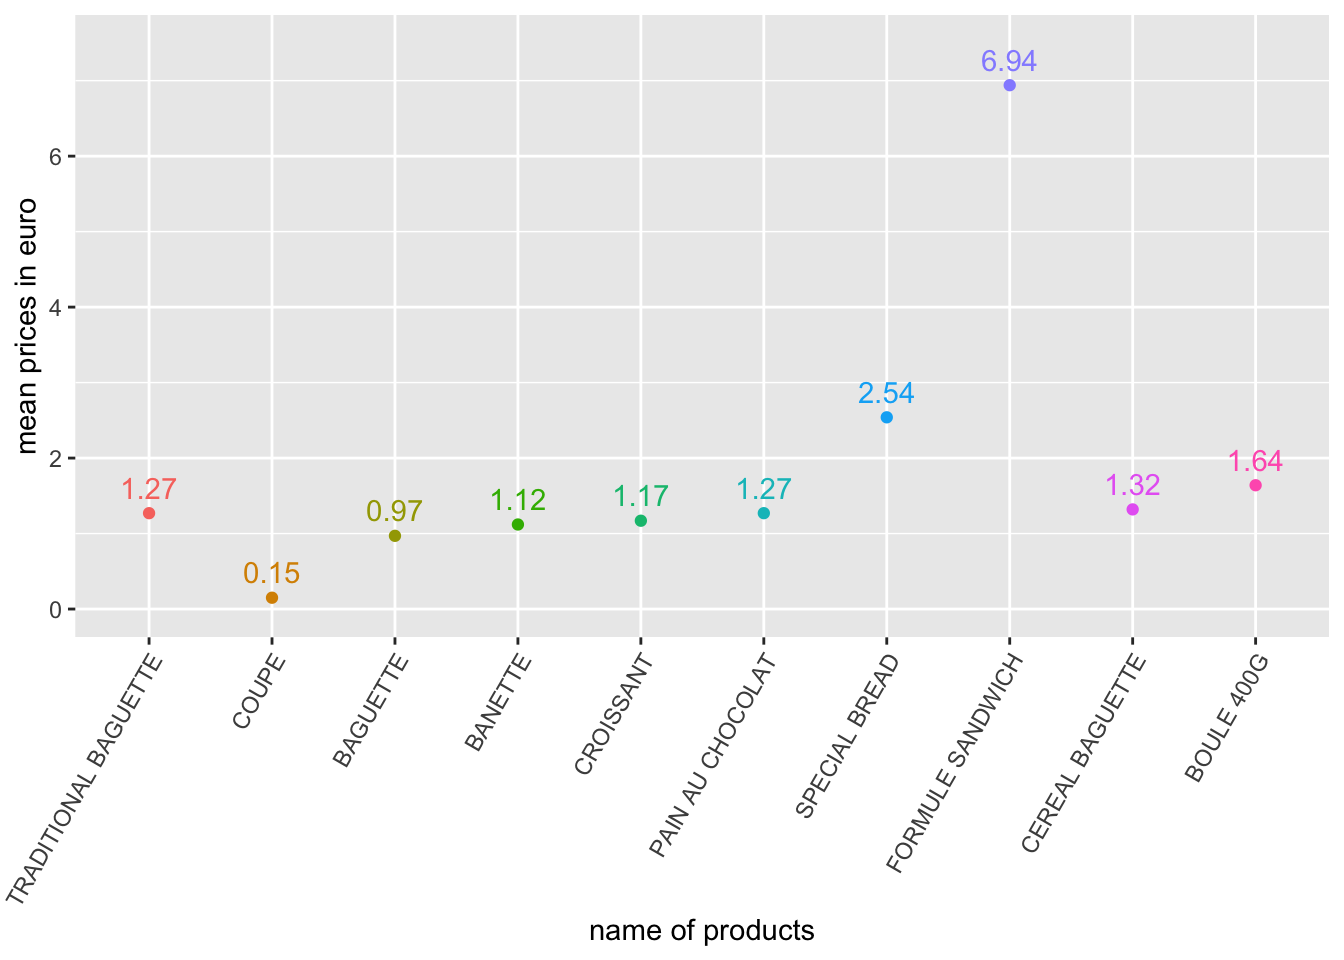 mean prices in euro
6
4
2
0
6.94
2.54
1.64
1.32
1.27
1.17
1.27
1.12
0.97
0.15
TRADITIONAL BAGUETTE
COUPE
BAGUETTE
BANETTE
CROISSANT
PAIN AU CHOCOLAT
SPECIAL BREAD
FORMULE SANDWICH
CEREAL BAGUETTE
BOULE 400G
name of products